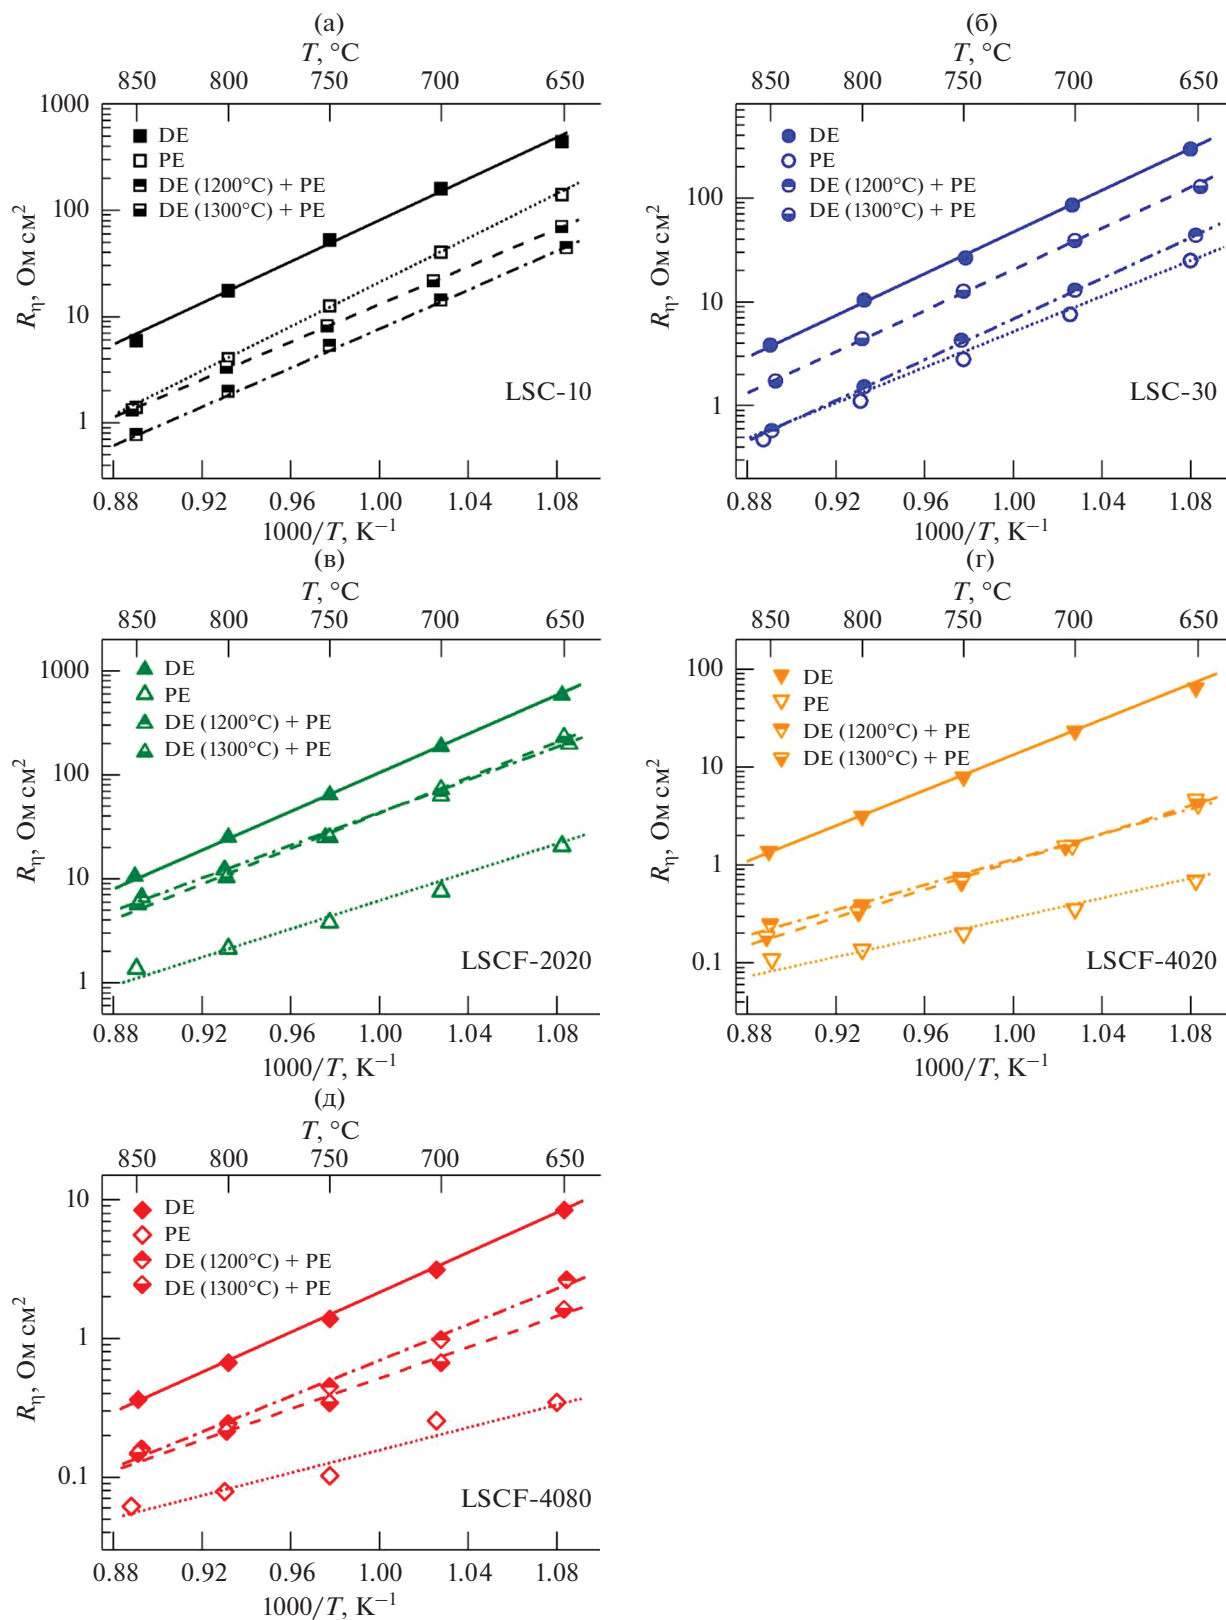 (а)
T, °C
850 800 750 700 650
1000
100
10
1
R_η, Ом см²
DE
PE
DE (1200°C) + PE
DE (1300°C) + PE
LSC-10
0.88 0.92 0.96 1.00 1.04 1.08
1000/T, K⁻¹
(б)
T, °C
850 800 750 700 650
100
10
1
R_η, Ом см²
DE
PE
DE (1200°C) + PE
DE (1300°C) + PE
LSC-30
0.88 0.92 0.96 1.00 1.04 1.08
1000/T, K⁻¹
(в)
T, °C
850 800 750 700 650
1000
100
10
1
R_η, Ом см²
DE
PE
DE (1200°C) + PE
DE (1300°C) + PE
LSCF-2020
0.88 0.92 0.96 1.00 1.04 1.08
1000/T, K⁻¹
(г)
T, °C
850 800 750 700 650
100
10
1
0.1
R_η, Ом см²
DE
PE
DE (1200°C) + PE
DE (1300°C) + PE
LSCF-4020
0.88 0.92 0.96 1.00 1.04 1.08
1000/T, K⁻¹
(д)
T, °C
850 800 750 700 650
10
1
0.1
R_η, Ом см²
DE
PE
DE (1200°C) + PE
DE (1300°C) + PE
LSCF-4080
0.88 0.92 0.96 1.00 1.04 1.08
1000/T, K⁻¹